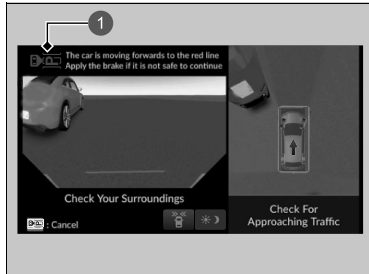 1
The car is moving forwards to the red line
Apply the brake if it is not safe to continue
Check Your Surroundings
: Cancel
Check For
Approaching Traffic